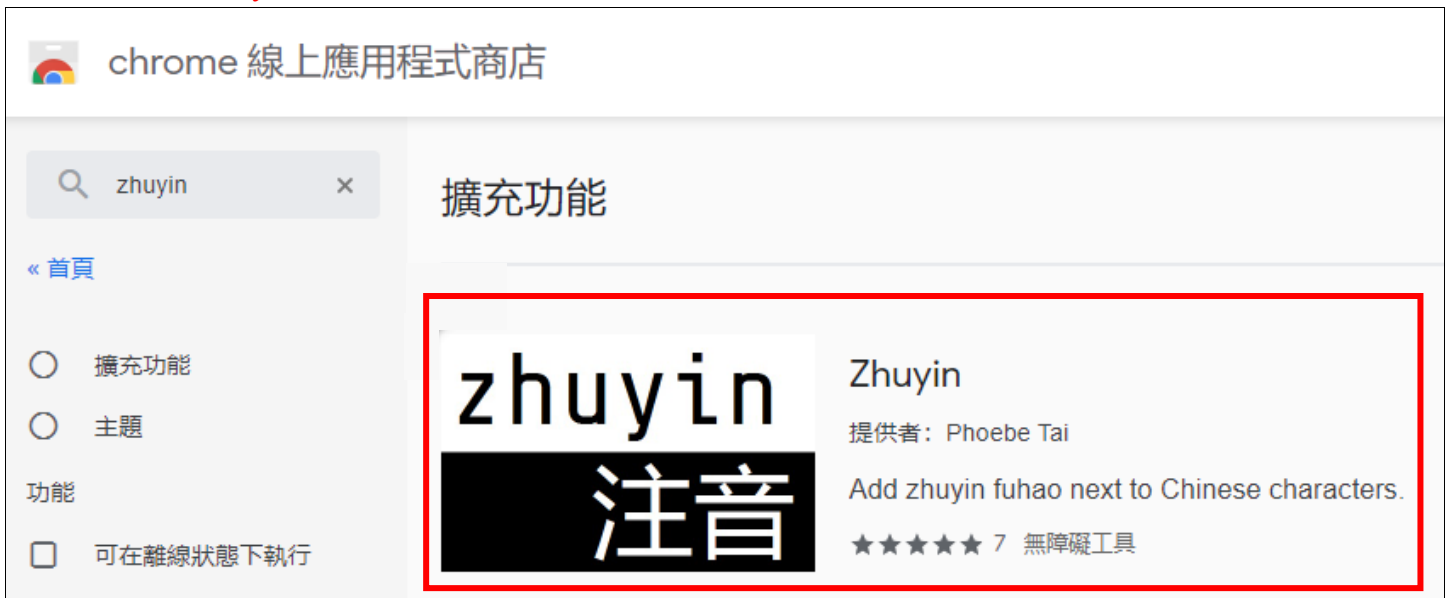 chrome 線上應用程式商店
zhuyin ×
« 首頁
擴充功能
主題
功能
可在離線狀態下執行
擴充功能
zhuyin
注音
Zhuyin
提供者：Phoebe Tai
Add zhuyin fuhao next to Chinese characters.
★★★★★ 7 無障礙工具